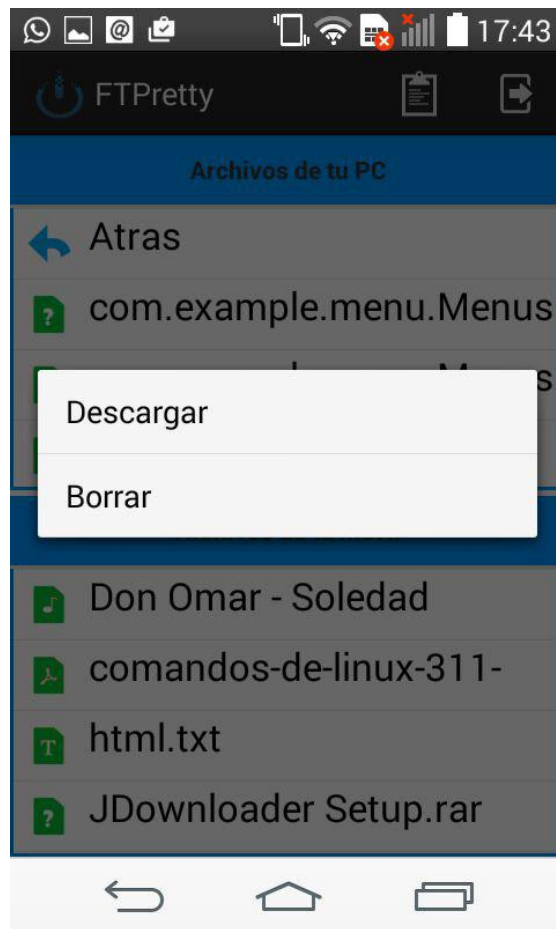 17:43
FTPretty
Archivos de tu PC
Atras
com.example.menu.Menus
Descargar
Borrar
Don Omar - Soledad
comandos-de-linux-311-
html.txt
JDownloader Setup.rar